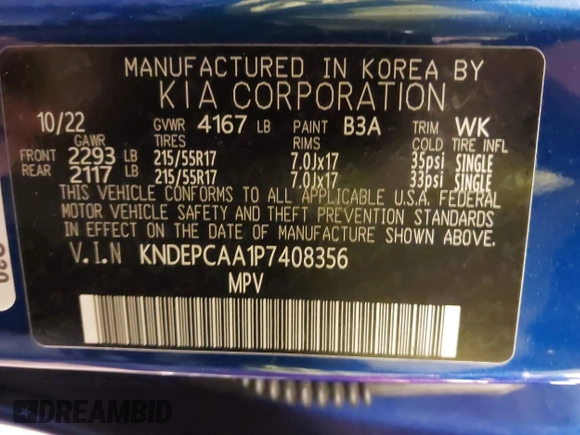 MANUFACTURED IN KOREA BY
KIA CORPORATION
10/22 GVWR 4167 LB PAINT B3A TRIM WK
GAWR TIRES RIMS COLD TIRE INFL
FRONT 2293 LB 215/55R17 7.0Jx17 35psi SINGLE
REAR 2117 LB 215/55R17 7.0Jx17 33psi SINGLE
THIS VEHICLE CONFORMS TO ALL APPLICABLE U.S.A. FEDERAL
MOTOR VEHICLE SAFETY AND THEFT PREVENTION STANDARDS
IN EFFECT ON THE DATE OF MANUFACTURE SHOWN ABOVE.
V.I.N KNDEPCAA1P7408356
MPV
DREAMBID